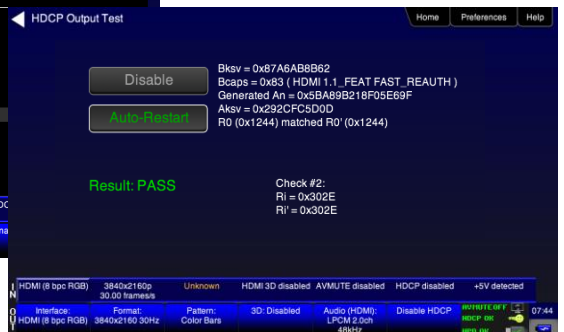 HDCP Output Test
Home
Preferences
Help
Disable
Auto-Restart
Bksv = 0x87A6AB8B62
Bcaps = 0x83 ( HDMI 1.1_FEAT FAST_REAUTH )
Generated An = 0x5BA89B218F05E69F
Aksv = 0x292CFC5D0D
R0 (0x1244) matched R0' (0x1244)
Result: PASS
Check #2:
Ri = 0x302E
Ri' = 0x302E
IN
HDMI (8 bpc RGB)
3840x2160p
30.00 frames/s
Unknown
HDMI 3D disabled
AVMUTE disabled
HDCP disabled
+5V detected
Interface:
HDMI (8 bpc RGB)
Format:
3840x2160 30Hz
Pattern:
Color Bars
3D: Disabled
Audio (HDMI):
LPCM 2.0ch
48kHz
Disable HDCP
AVMUTE OFF
HDCP OK
HPD OK
07:44